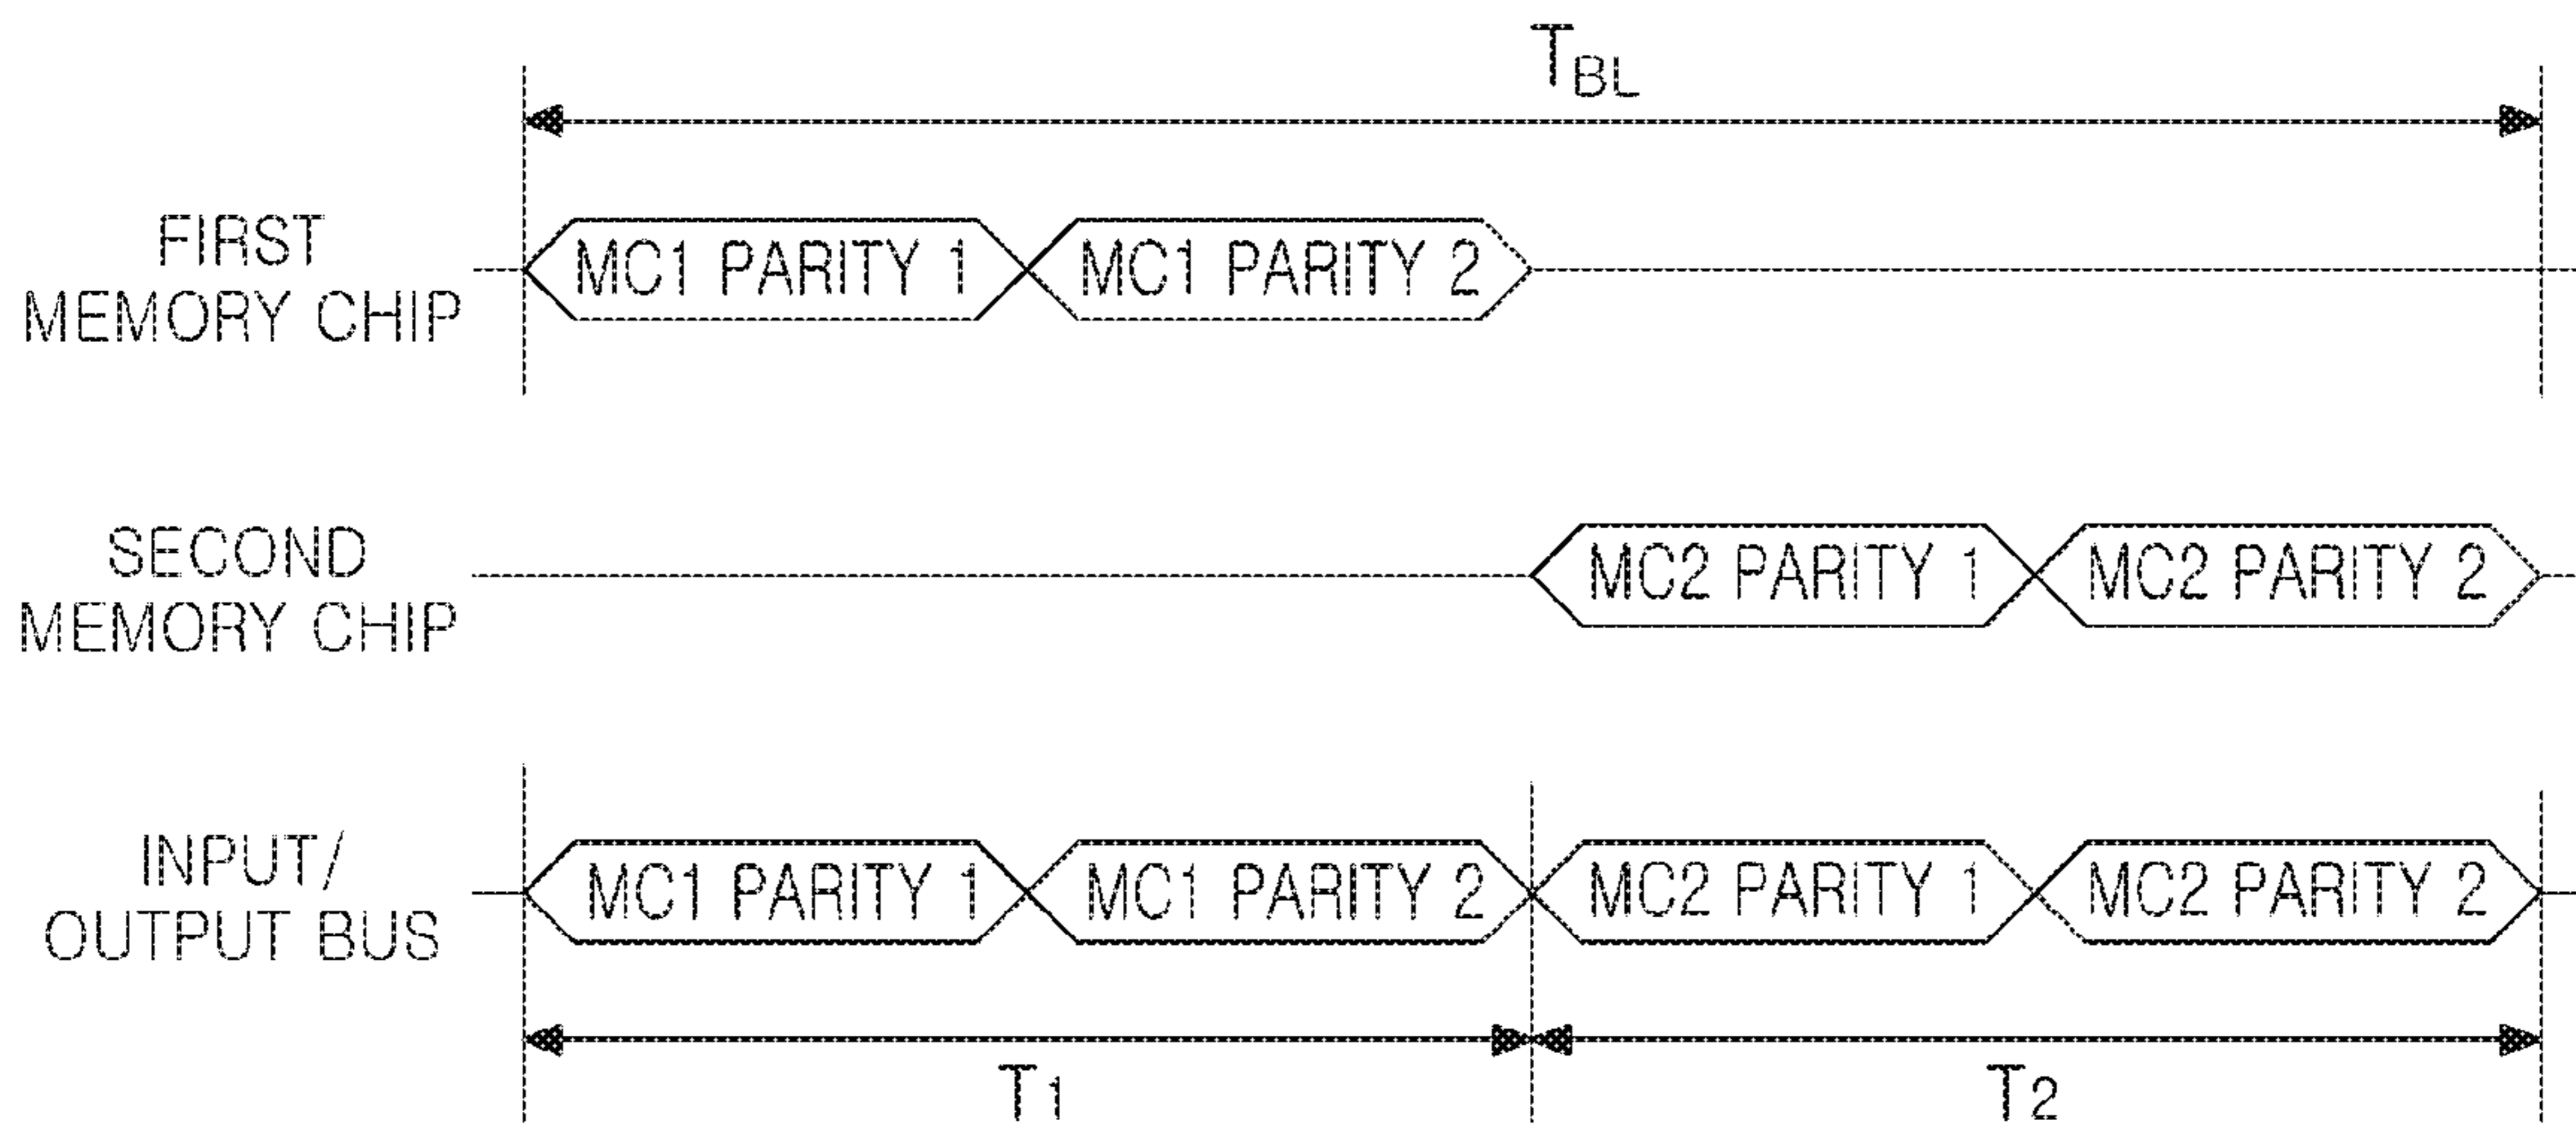 TBL
FIRST
MEMORY CHIP
MC1 PARITY 1
MC1 PARITY 2
SECOND
MEMORY CHIP
MC2 PARITY 1
MC2 PARITY 2
INPUT/
OUTPUT BUS
MC1 PARITY 1
MC1 PARITY 2
MC2 PARITY 1
MC2 PARITY 2
T1
T2